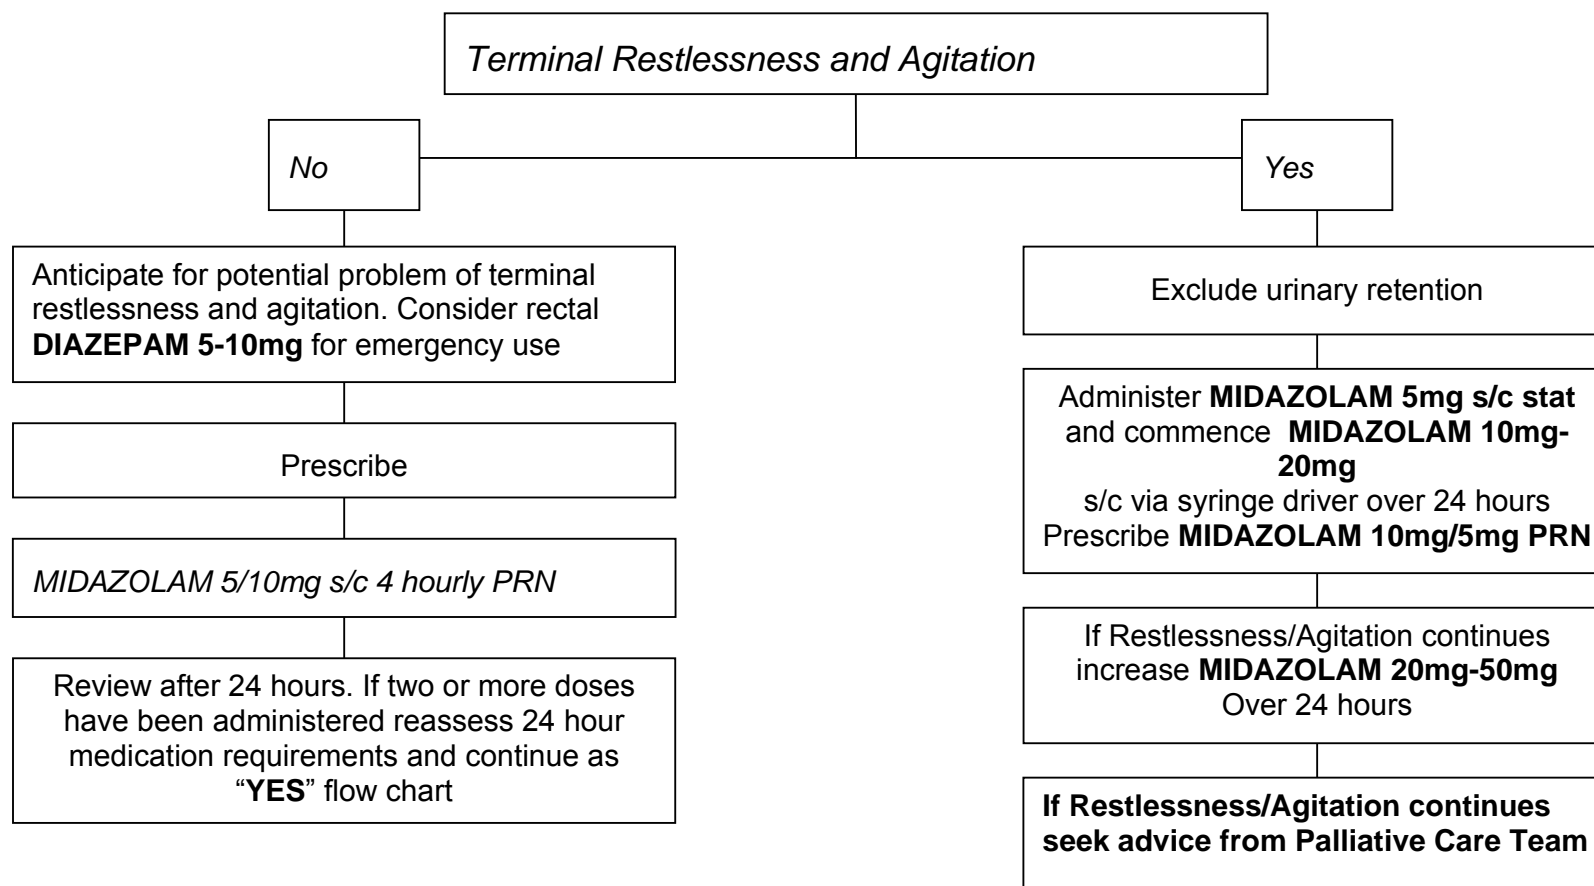 Terminal Restlessness and Agitation
No
Yes
Anticipate for potential problem of terminal
restlessness and agitation. Consider rectal
DIAZEPAM 5-10mg for emergency use
Prescribe
MIDAZOLAM 5/10mg s/c 4 hourly PRN
Review after 24 hours. If two or more doses
have been administered reassess 24 hour
medication requirements and continue as
“YES” flow chart
Exclude urinary retention
Administer MIDAZOLAM 5mg s/c stat
and commence MIDAZOLAM 10mg-
20mg
s/c via syringe driver over 24 hours
Prescribe MIDAZOLAM 10mg/5mg PRN
If Restlessness/Agitation continues
increase MIDAZOLAM 20mg-50mg
Over 24 hours
If Restlessness/Agitation continues
seek advice from Palliative Care Team